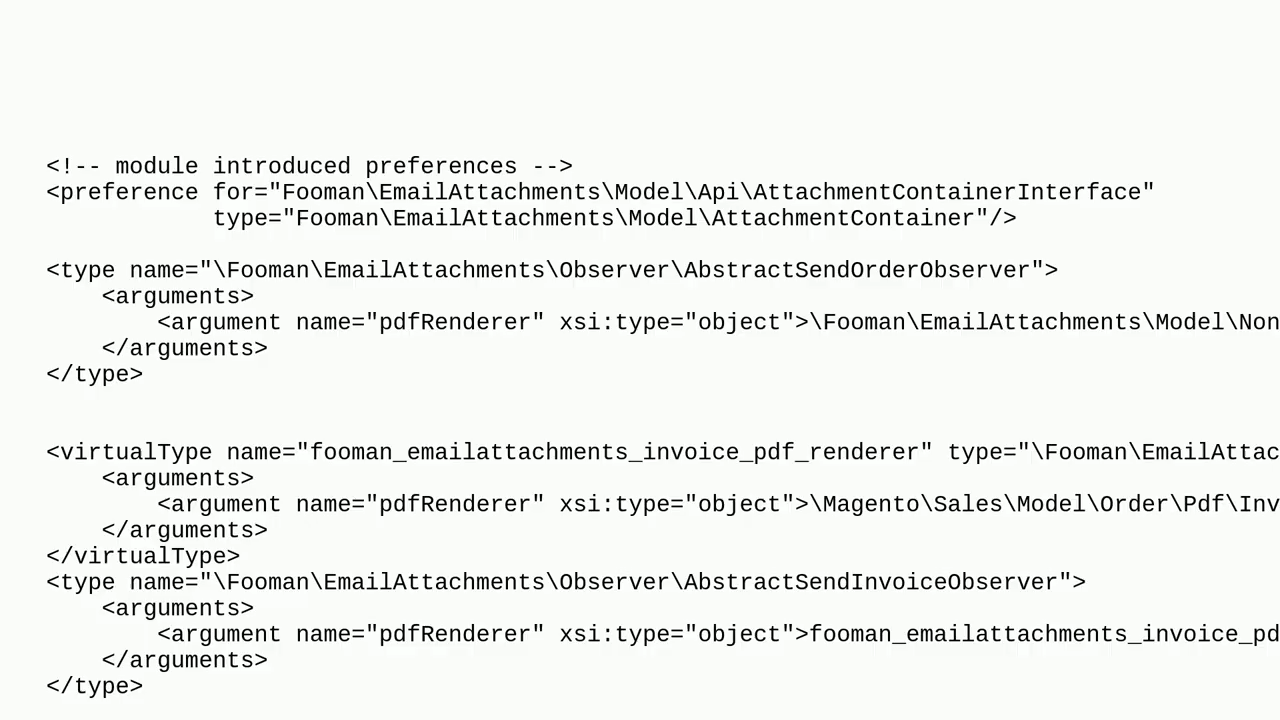 <!-- module introduced preferences -->
<preference for="Fooman\EmailAttachments\Model\Api\AttachmentContainerInterface"
            type="Fooman\EmailAttachments\Model\AttachmentContainer"/>
<type name="\Fooman\EmailAttachments\Observer\AbstractSendOrderObserver">
    <arguments>
        <argument name="pdfRenderer" xsi:type="object">\Fooman\EmailAttachments\Model\Non
    </arguments>
</type>
<virtualType name="fooman_emailattachments_invoice_pdf_renderer" type="\Fooman\EmailAttac
    <arguments>
        <argument name="pdfRenderer" xsi:type="object">\Magento\Sales\Model\Order\Pdf\Inv
    </arguments>
</virtualType>
<type name="\Fooman\EmailAttachments\Observer\AbstractSendInvoiceObserver">
    <arguments>
        <argument name="pdfRenderer" xsi:type="object">fooman_emailattachments_invoice_pd
    </arguments>
</type>